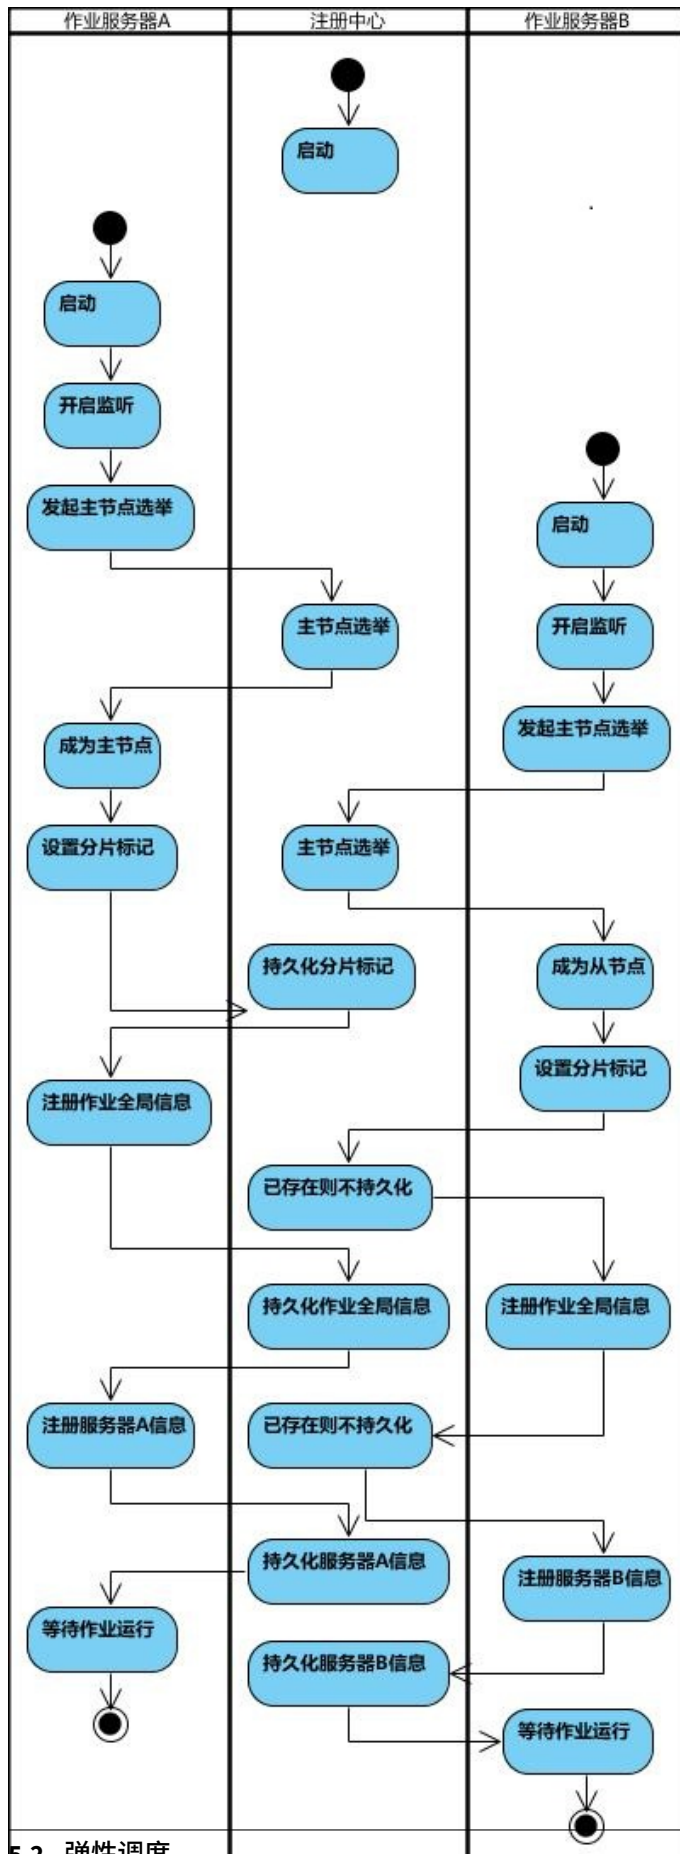 作业服务器A
注册中心
作业服务器B
启动
启动
开启监听
发起主节点选举
启动
主节点选举
开启监听
成为主节点
发起主节点选举
设置分片标记
主节点选举
持久化分片标记
成为从节点
设置分片标记
注册作业全局信息
已存在则不持久化
持久化作业全局信息
注册作业全局信息
注册服务器A信息
已存在则不持久化
持久化服务器A信息
注册服务器B信息
等待作业运行
持久化服务器B信息
等待作业运行
5.2 弹性调度